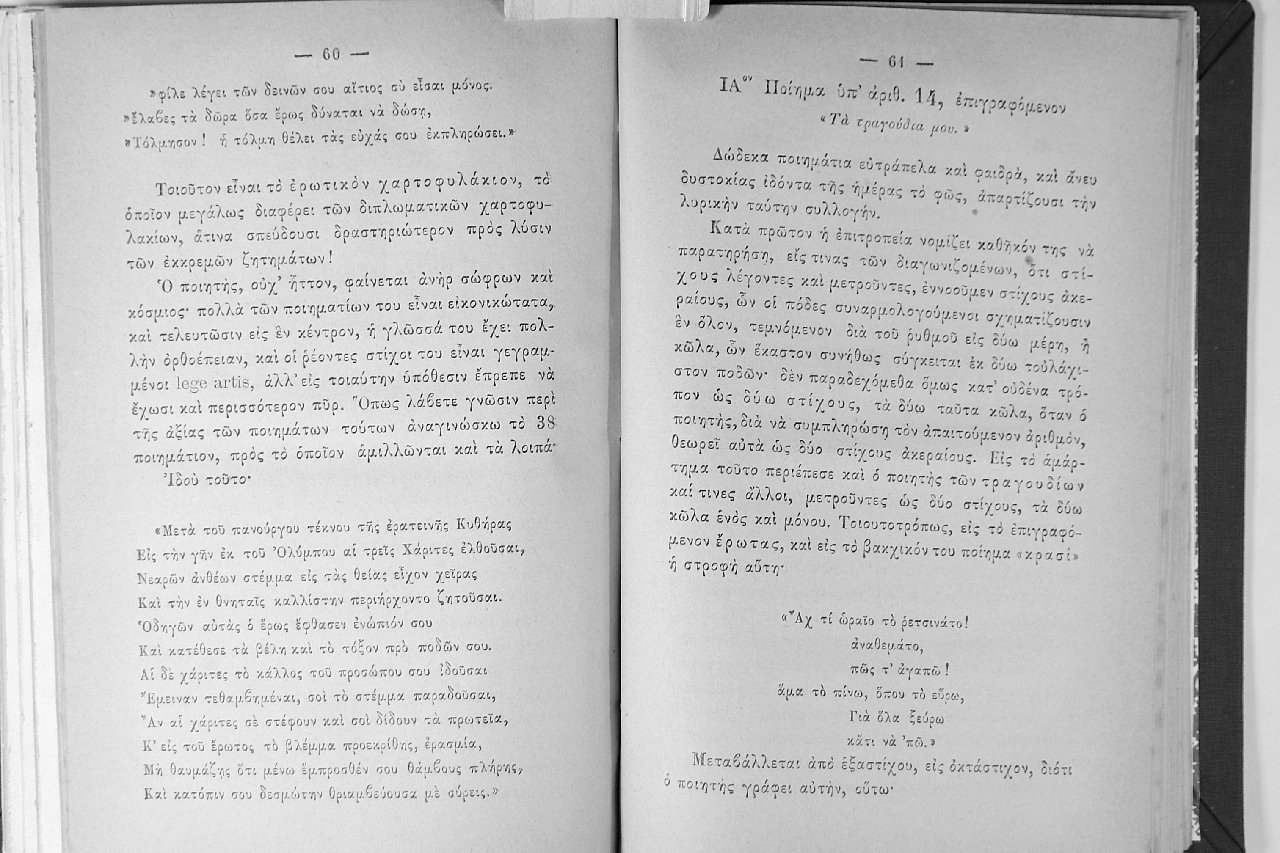 — 60 —
»φίλε λέγει τῶν δεινῶν σου αἴτιος σὺ εἶσαι μόνος.
»ἔλαβες τὰ δῶρα ὅσα ἔρως δύναται νὰ δώσῃ,
»Τόλμησον! ἡ τόλμη θέλει τὰς εὐχάς σου ἐκπληρώσει.»
Τοιοῦτον εἶναι τὸ ἐρωτικὸν χαρτοφυλάκιον, τὸ
ὁποῖον μεγάλως διαφέρει τῶν διπλωματικῶν χαρτοφυ-
λακίων, ἅτινα σπεύδουσι δραστηριώτερον πρὸς λύσιν
τῶν ἐκκρεμῶν ζητημάτων!
Ὁ ποιητὴς, οὐχ' ἧττον, φαίνεται ἀνὴρ σώφρων καὶ
κόσμιος· πολλὰ τῶν ποιηματίων του εἶναι εἰκονικώτατα,
καὶ τελευτῶσιν εἰς ἓν κέντρον, ἡ γλῶσσά του ἔχει πολ-
λὴν ὀρθοέπειαν, καὶ οἱ ῥέοντες στίχοι του εἶναι γεγραμ-
μένοι lege artis, ἀλλ' εἰς τοιαύτην ὑπόθεσιν ἔπρεπε νὰ
ἔχωσι καὶ περισσότερον πῦρ. Ὅπως λάβετε γνῶσιν περὶ
τῆς ἀξίας τῶν ποιημάτων τούτων ἀναγινώσκω τὸ 38
ποιημάτιον, πρὸς τὸ ὁποῖον ἁμιλλῶνται καὶ τὰ λοιπά·
Ἰδοὺ τοῦτο·
«Μετὰ τοῦ πανούργου τέκνου τῆς ἐρατεινῆς Κυθήρας
Εἰς τὴν γῆν ἐκ τοῦ Ὀλύμπου αἱ τρεῖς Χάριτες ἐλθοῦσαι,
Νεαρῶν ἀνθέων στέμμα εἰς τὰς θείας εἶχον χεῖρας
Καὶ τὴν ἐν θνηταῖς καλλίστην περιήρχοντο ζητοῦσαι.
Ὁδηγῶν αὐτὰς ὁ ἔρως ἔφθασεν ἐνώπιόν σου
Καὶ κατέθεσε τὰ βέλη καὶ τὸ τόξον πρὸ ποδῶν σου.
Αἱ δὲ χάριτες τὸ κάλλος τοῦ προσώπου σου ἰδοῦσαι
Ἔμειναν τεθαμβημέναι, σοὶ τὸ στέμμα παραδοῦσαι,
Ἂν αἱ χάριτες σὲ στέφουν καὶ σοὶ δίδουν τὰ πρωτεῖα,
Κ' εἰς τοῦ ἔρωτος τὸ βλέμμα προεκρίθης, ἐρασμία,
Μὴ θαυμάζῃς ὅτι μένω ἔμπροσθέν σου θάμβους πλήρης,
Καὶ κατόπιν σου δεσμώτην θριαμβεύουσα μὲ σύρεις.»
— 61 —
ΙΑον Ποίημα ὑπ' ἀριθ. 14, ἐπιγραφόμενον
«Τὰ τραγούδια μου.»
Δώδεκα ποιημάτια εὐτράπελα καὶ φαιδρὰ, καὶ ἄνευ
δυστοκίας ἰδόντα τῆς ἡμέρας τὸ φῶς, ἀπαρτίζουσι τὴν
λυρικὴν ταύτην συλλογήν.
Κατὰ πρῶτον ἡ ἐπιτροπεία νομίζει καθῆκόν της νὰ
παρατηρήσῃ, εἴς τινας τῶν διαγωνιζομένων, ὅτι στί-
χους λέγοντες καὶ μετροῦντες, ἐννοοῦμεν στίχους ἀκε-
ραίους, ὧν οἱ πόδες συναρμολογούμενοι σχηματίζουσιν
ἓν ὅλον, τεμνόμενον διὰ τοῦ ῥυθμοῦ εἰς δύω μέρη, ἢ
κῶλα, ὧν ἕκαστον συνήθως σύγκειται ἐκ δύω τοὐλάχι-
στον ποδῶν· δὲν παραδεχόμεθα ὅμως κατ' οὐδένα τρό-
πον ὡς δύω στίχους, τὰ δύω ταῦτα κῶλα, ὅταν ὁ
ποιητὴς, διὰ νὰ συμπληρώσῃ τὸν ἀπαιτούμενον ἀριθμὸν,
θεωρεῖ αὐτὰ ὡς δύο στίχους ἀκεραίους. Εἰς τὸ ἁμάρ-
τημα τοῦτο περιέπεσε καὶ ὁ ποιητὴς τῶν τραγουδίων
καί τινες ἄλλοι, μετροῦντες ὡς δύο στίχους, τὰ δύω
κῶλα ἑνὸς καὶ μόνου. Τοιουτοτρόπως, εἰς τὸ ἐπιγραφό-
μενον ἔρωτας, καὶ εἰς τὸ βακχικόν του ποίημα «κρασί»
ἡ στροφὴ αὕτη·
«Ἂχ τί ὡραῖο τὸ ῥετσινάτο!
ἀναθεμάτο,
πῶς τ' ἀγαπῶ!
ἅμα τὸ πίνω, ὅπου τὸ εὕρω,
Γιὰ ὅλα ξεύρω
κᾶτι νὰ 'πῶ.»
Μεταβάλλεται ἀπὸ ἑξαστίχου, εἰς ὀκτάστιχον, διότι
ὁ ποιητὴς γράφει αὐτὴν, οὕτω·